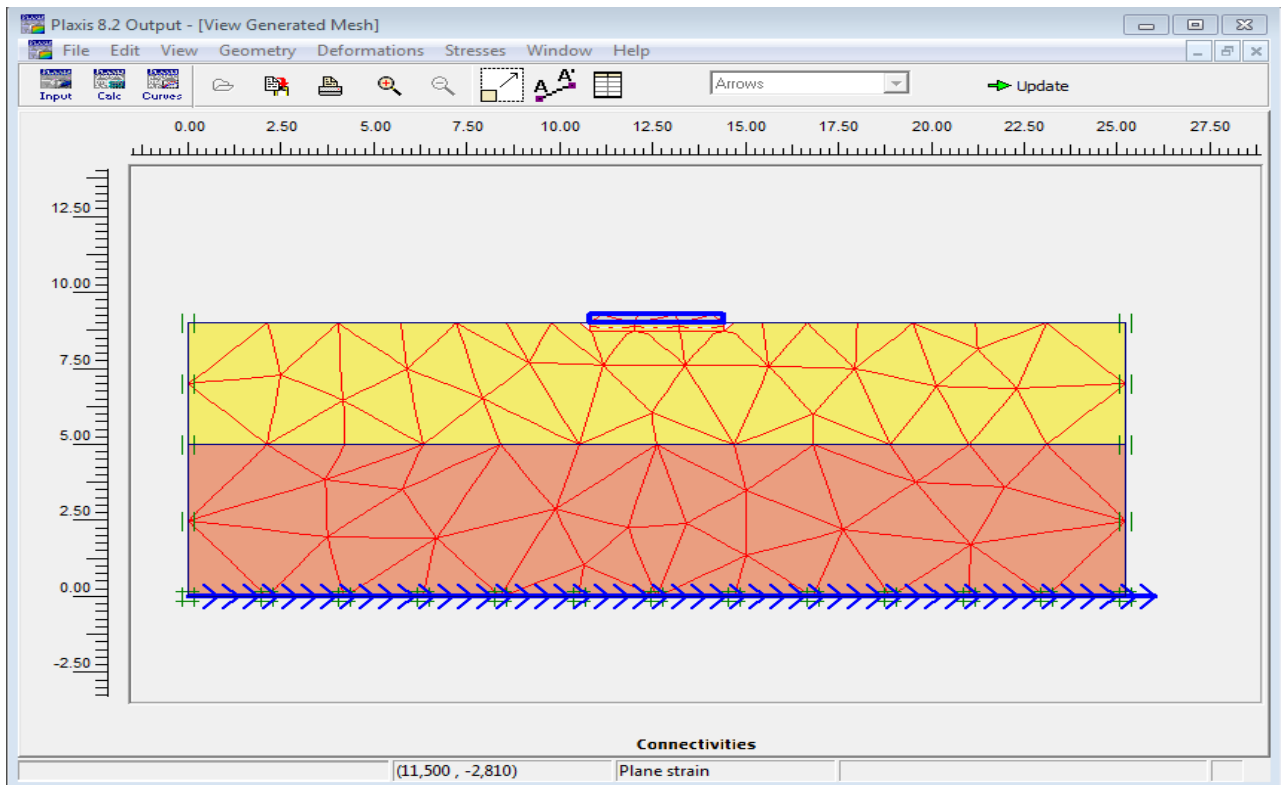 Plaxis 8.2 Output - [View Generated Mesh]
File Edit View Geometry Deformations Stresses Window Help
Input Calc Curves Arrows Update
0.00 2.50 5.00 7.50 10.00 12.50 15.00 17.50 20.00 22.50 25.00 27.50
12.50
10.00
7.50
5.00
2.50
0.00
-2.50
Connectivities
(11,500 , -2,810) Plane strain